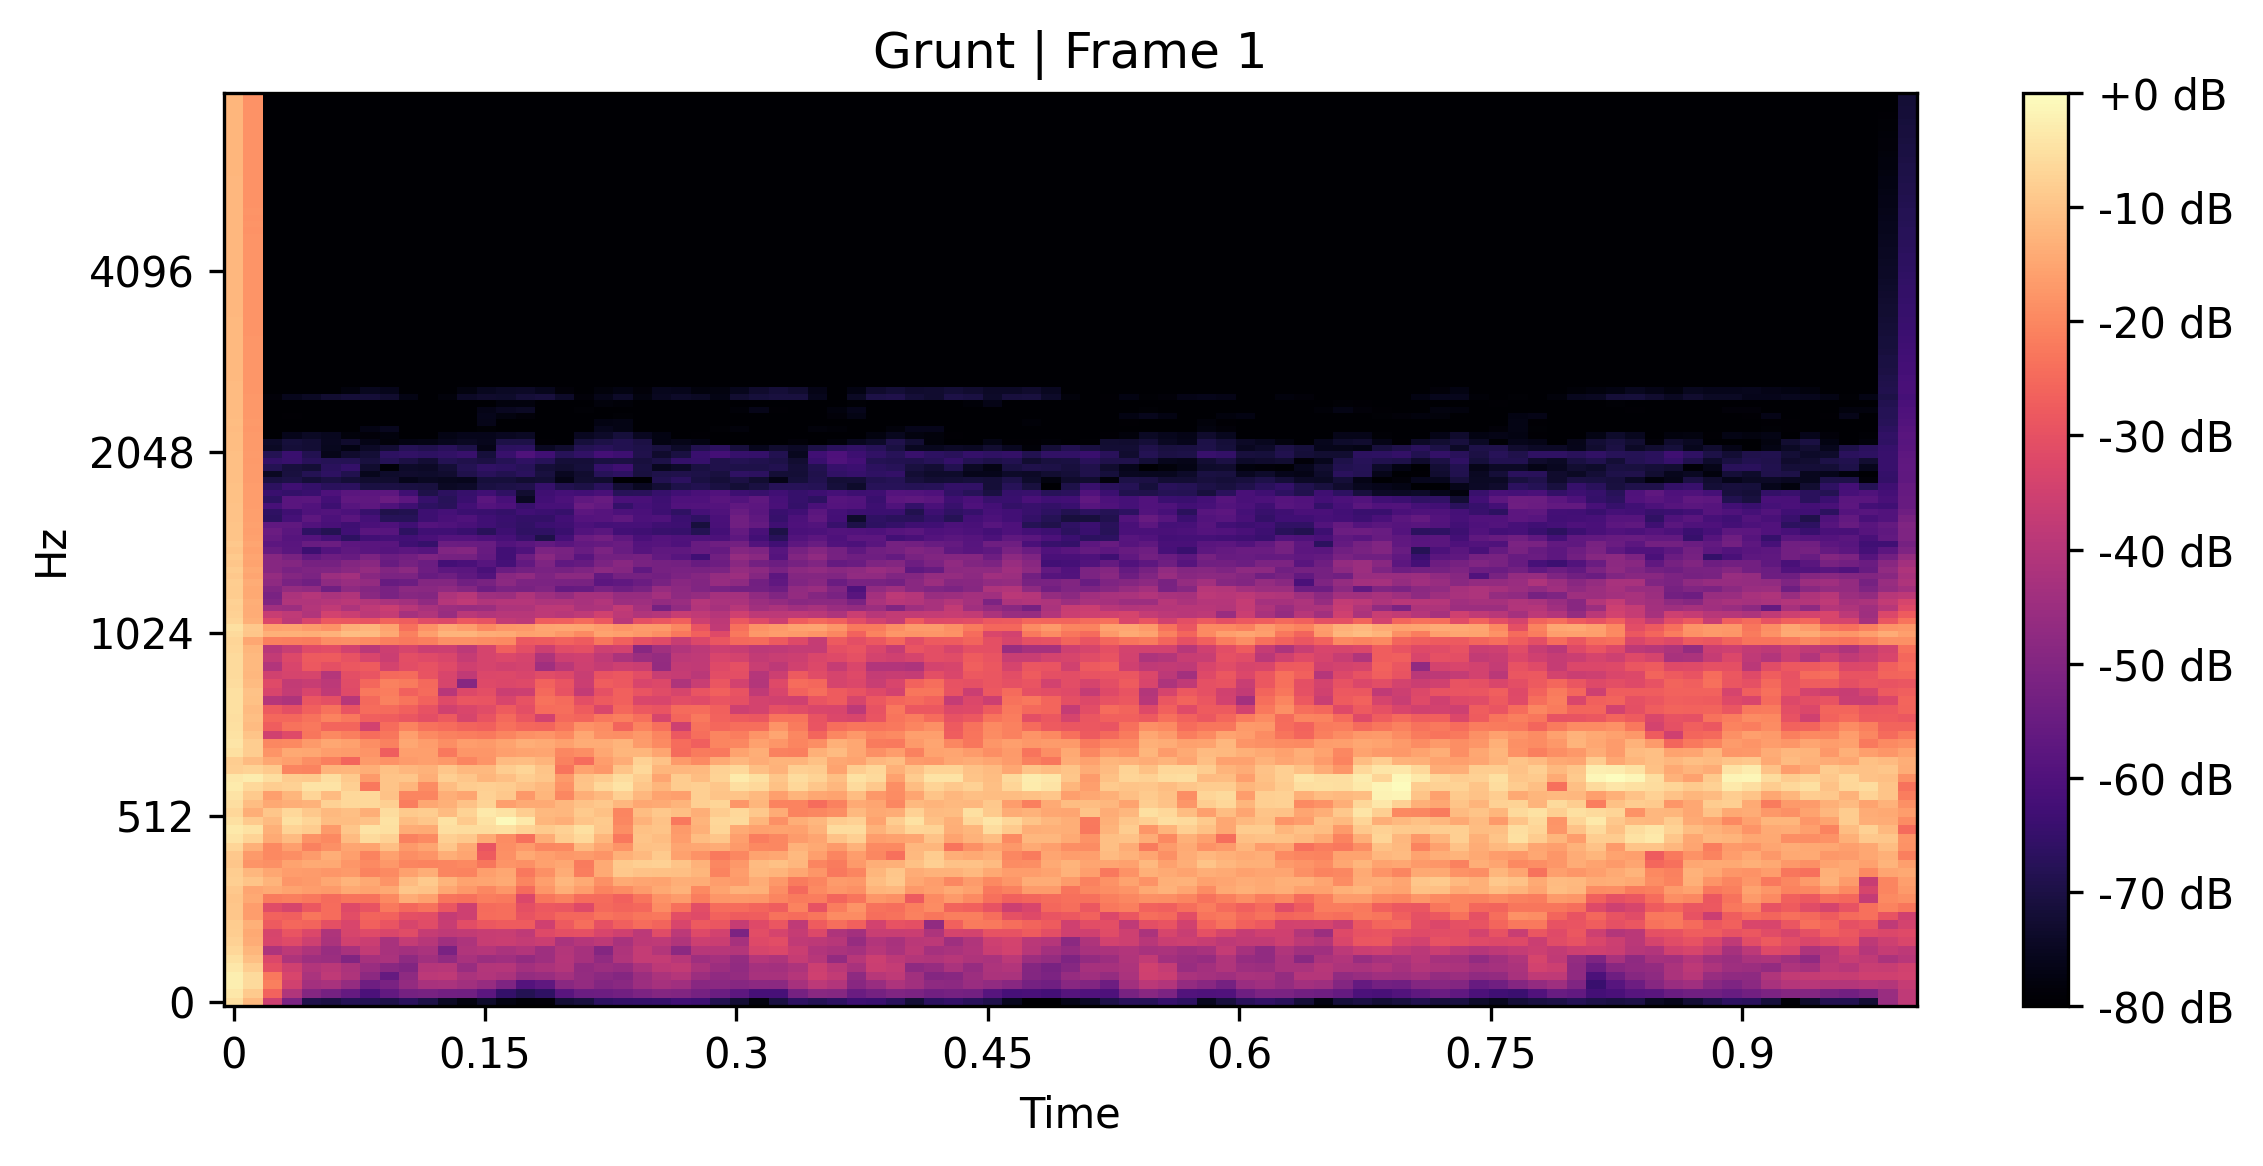 Grunt | Frame 1
+0 dB
-10 dB
-20 dB
-30 dB
-40 dB
-50 dB
-60 dB
-70 dB
-80 dB
Hz
4096
2048
1024
512
0
0 0.15 0.3 0.45 0.6 0.75 0.9
Time